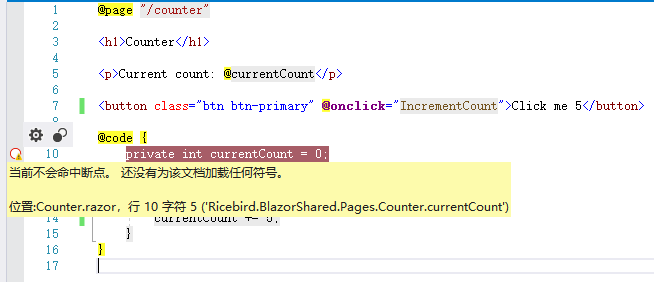 1 @page "/counter"
2
3 <h1>Counter</h1>
4
5 <p>Current count: @currentCount</p>
6
7 <button class="btn btn-primary" @onclick="IncrementCount">Click me 5</button>
8
@code {
10 private int currentCount = 0;
当前不会命中断点。 还没有为该文档加载任何符号。
位置:Counter.razor，行 10 字符 5 ('Ricebird.BlazorShared.Pages.Counter.currentCount')
currentCount += 5;
15 }
16 }
17